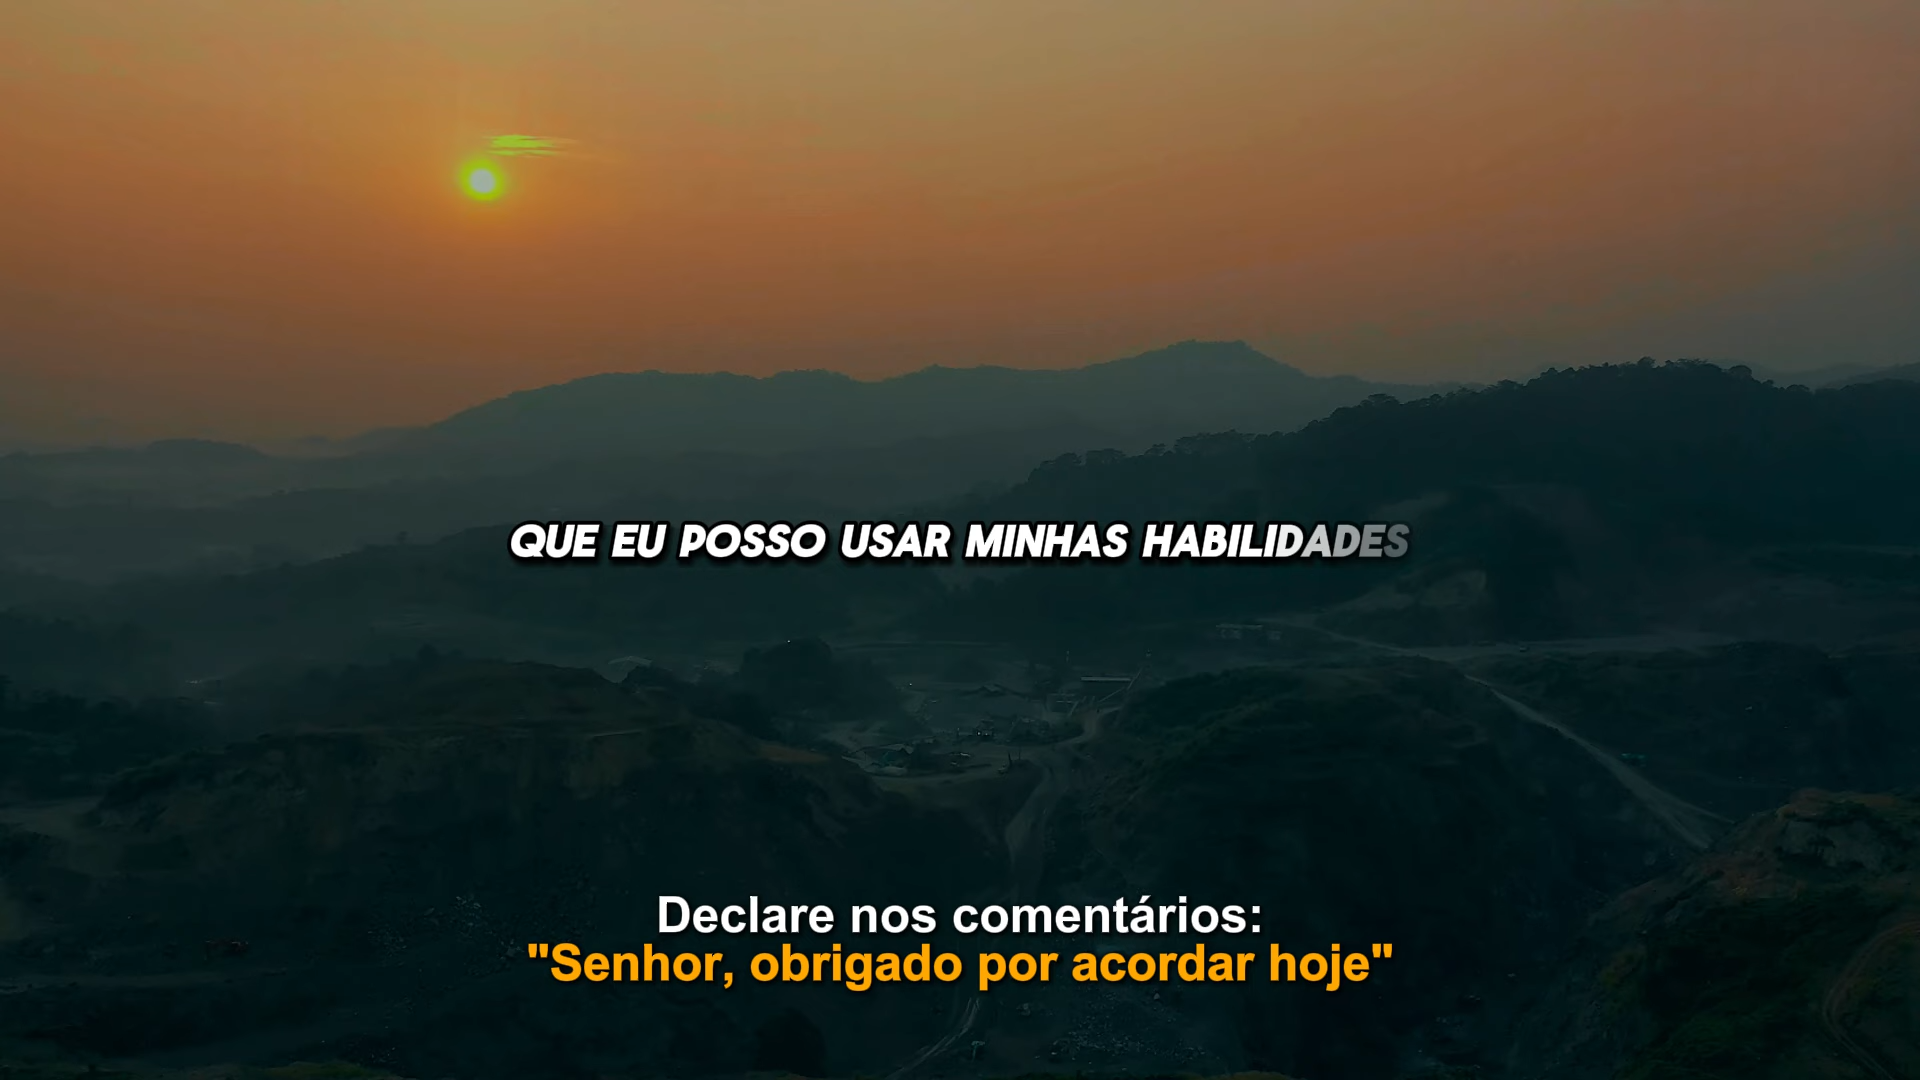 QUE EU POSSO USAR MINHAS HABILIDADES
Declare nos comentários:
"Senhor, obrigado por acordar hoje"